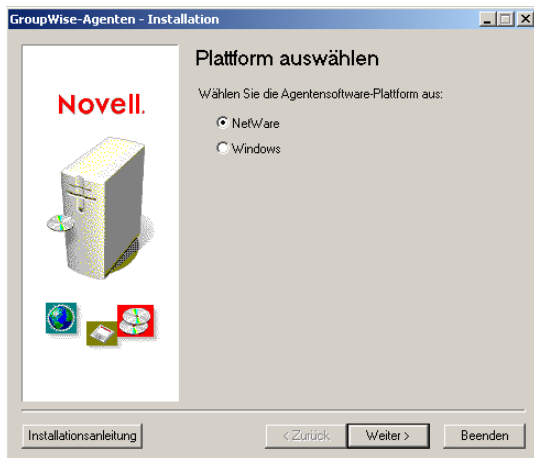 GroupWise-Agenten - Installation
Plattform auswählen
Novell.
Wählen Sie die Agentensoftware-Plattform aus:
NetWare
Windows
Installationsanleitung
< Zurück
Weiter >
Beenden